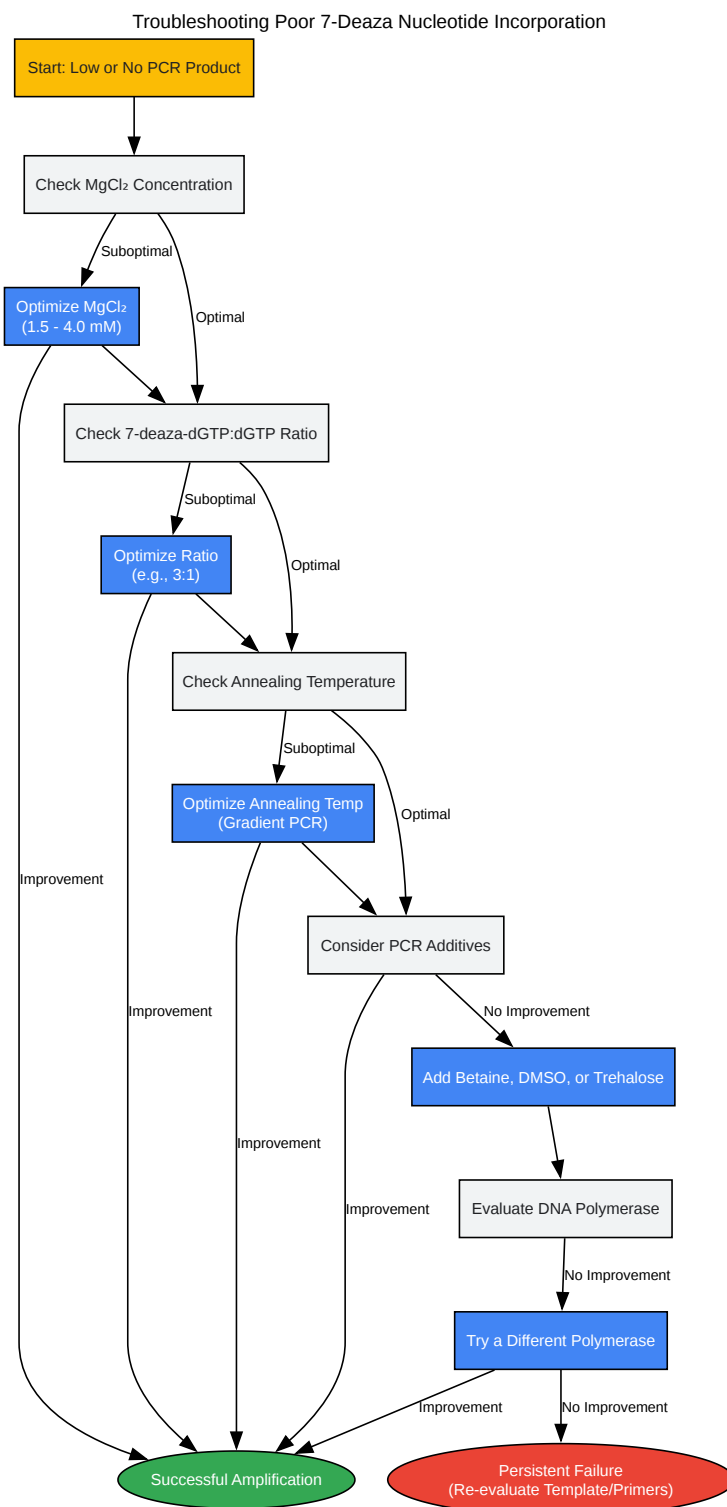 Troubleshooting Poor 7-Deaza Nucleotide Incorporation
Start: Low or No PCR Product
Check MgCl₂ Concentration
Suboptimal
Optimize MgCl₂
(1.5 - 4.0 mM)
Optimal
Check 7-deaza-dGTP:dGTP Ratio
Suboptimal
Optimize Ratio
(e.g., 3:1)
Optimal
Check Annealing Temperature
Suboptimal
Optimize Annealing Temp
(Gradient PCR)
Optimal
Improvement
Consider PCR Additives
Improvement
No Improvement
Add Betaine, DMSO, or Trehalose
Improvement
Evaluate DNA Polymerase
Improvement
No Improvement
Try a Different Polymerase
Improvement
No Improvement
Successful Amplification
Persistent Failure
(Re-evaluate Template/Primers)